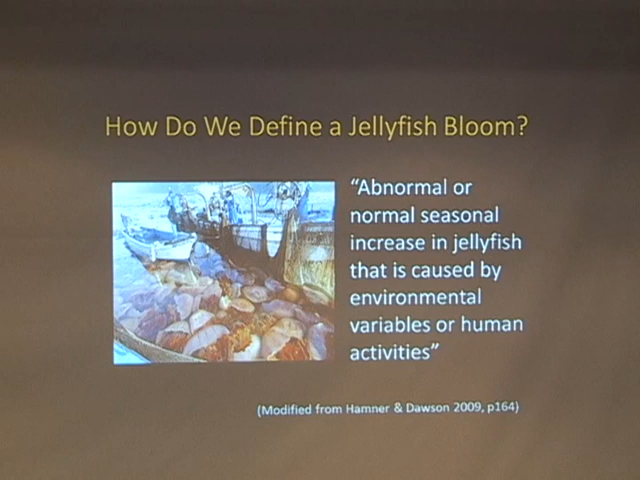 How Do We Define a Jellyfish Bloom?
“Abnormal or
normal seasonal
increase in jellyfish
that is caused by
environmental
variables or human
activities”
(Modified from Hamner & Dawson 2009, p164)